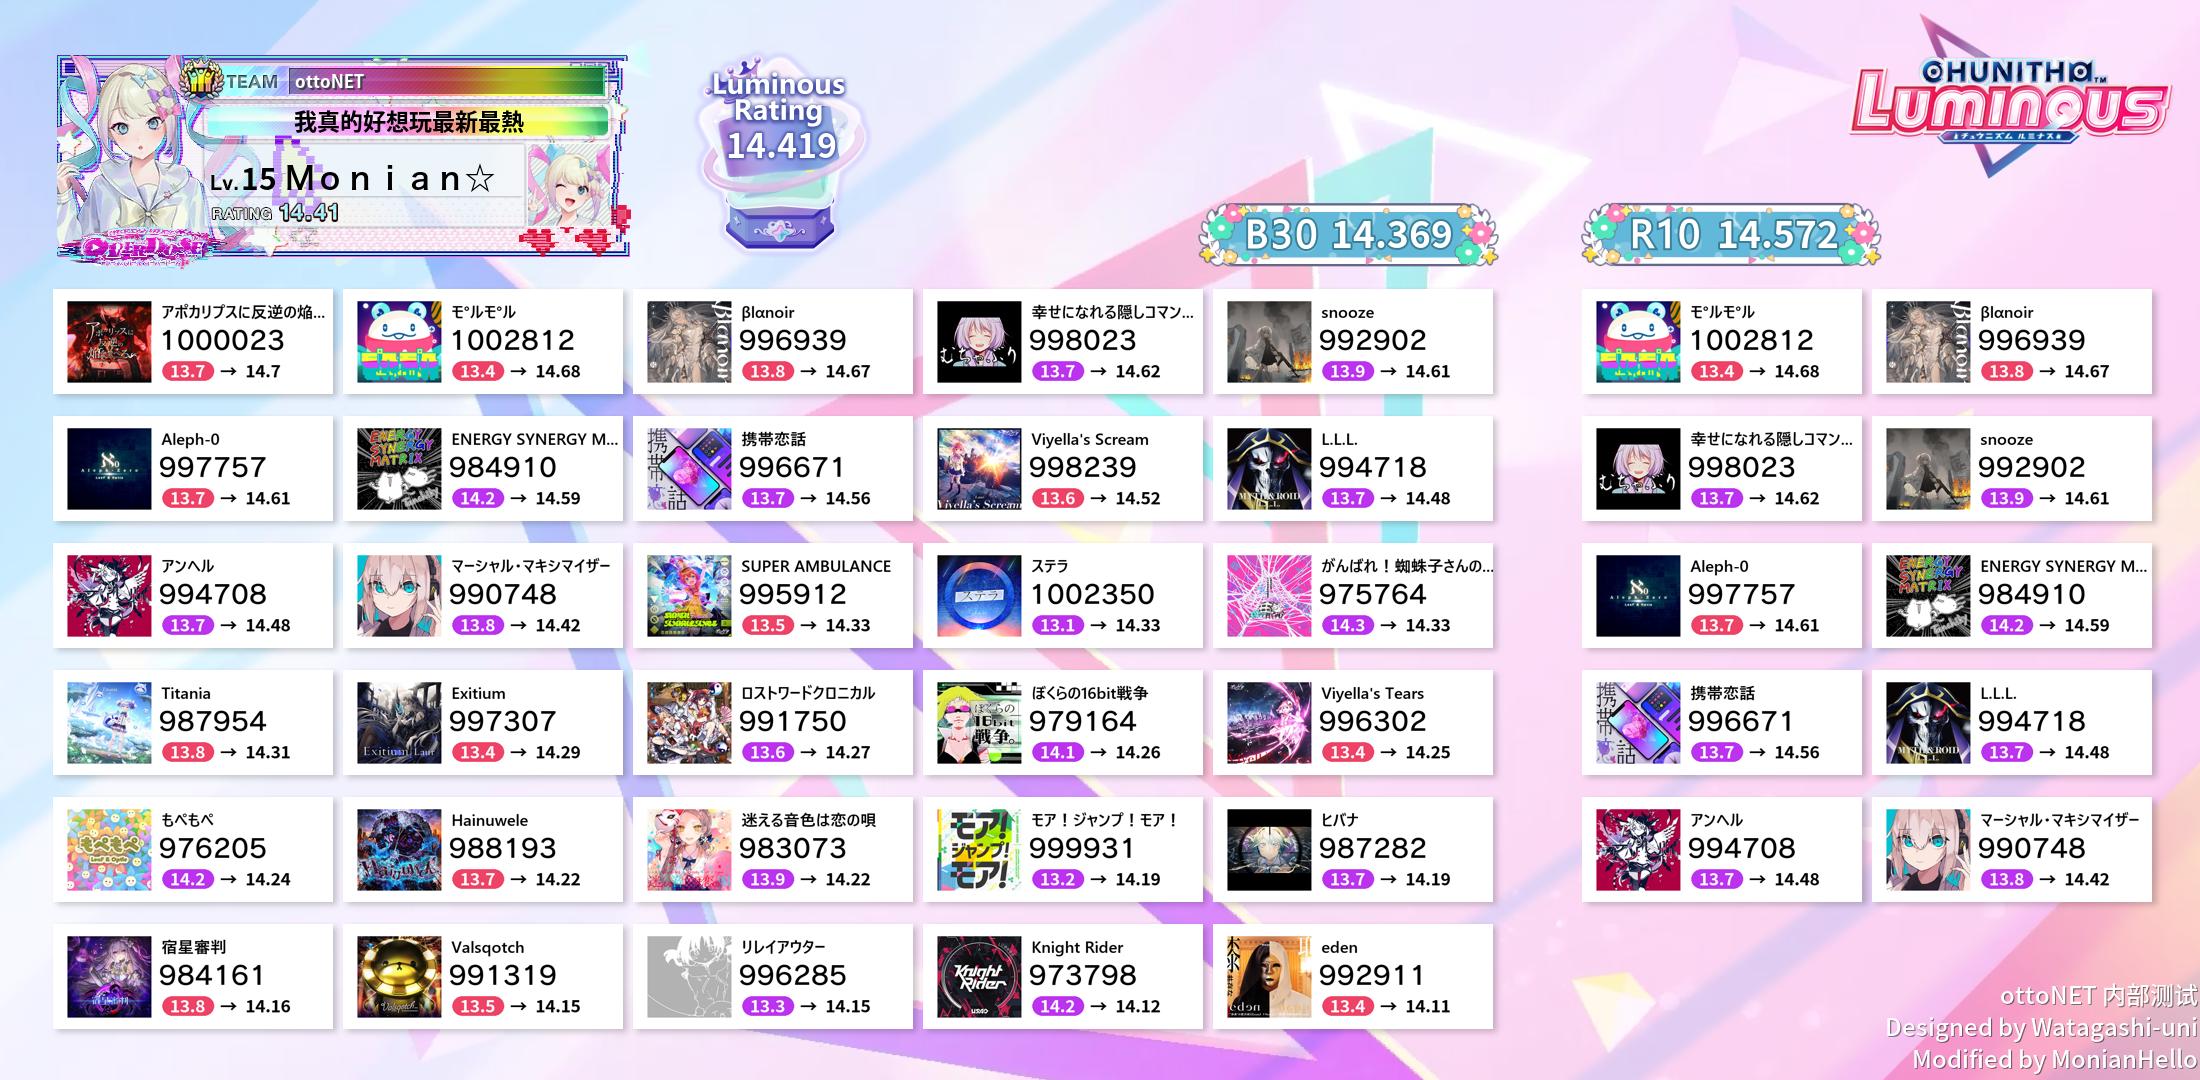 TEAM ottoNET
我真的好想玩最新最熱
Lv.15 Monian☆
RATING 14.41
OVERDOSE
Luminous
Rating
14.419
CHUNITHM™
LUMINOUS
チュウニズム ルミナス
B30 14.369
R10 14.572
アポカリプスに反逆の焔...
1000023
13.7 → 14.7
モ°ルモ°ル
1002812
13.4 → 14.68
βlαnoir
996939
13.8 → 14.67
幸せになれる隠しコマン...
998023
13.7 → 14.62
snooze
992902
13.9 → 14.61
Aleph-0
997757
13.7 → 14.61
ENERGY SYNERGY M...
984910
14.2 → 14.59
携帯恋話
996671
13.7 → 14.56
Viyella's Scream
998239
13.6 → 14.52
L.L.L.
994718
13.7 → 14.48
アンヘル
994708
13.7 → 14.48
マーシャル・マキシマイザー
990748
13.8 → 14.42
SUPER AMBULANCE
995912
13.5 → 14.33
ステラ
1002350
13.1 → 14.33
がんばれ！蜘蛛子さんの...
975764
14.3 → 14.33
Titania
987954
13.8 → 14.31
Exitium
997307
13.4 → 14.29
ロストワードクロニカル
991750
13.6 → 14.27
ぼくらの16bit戦争
979164
14.1 → 14.26
Viyella's Tears
996302
13.4 → 14.25
もぺもぺ
976205
14.2 → 14.24
Hainuwele
988193
13.7 → 14.22
迷える音色は恋の唄
983073
13.9 → 14.22
モア！ジャンプ！モア！
999931
13.2 → 14.19
ヒバナ
987282
13.7 → 14.19
宿星審判
984161
13.8 → 14.16
Valsqotch
991319
13.5 → 14.15
リレイアウター
996285
13.3 → 14.15
Knight Rider
973798
14.2 → 14.12
eden
992911
13.4 → 14.11
モ°ルモ°ル
1002812
13.4 → 14.68
βlαnoir
996939
13.8 → 14.67
幸せになれる隠しコマン...
998023
13.7 → 14.62
snooze
992902
13.9 → 14.61
Aleph-0
997757
13.7 → 14.61
ENERGY SYNERGY M...
984910
14.2 → 14.59
携帯恋話
996671
13.7 → 14.56
L.L.L.
994718
13.7 → 14.48
アンヘル
994708
13.7 → 14.48
マーシャル・マキシマイザー
990748
13.8 → 14.42
ottoNET 内部测试
Designed by Watagashi-uni
Modified by MonianHello